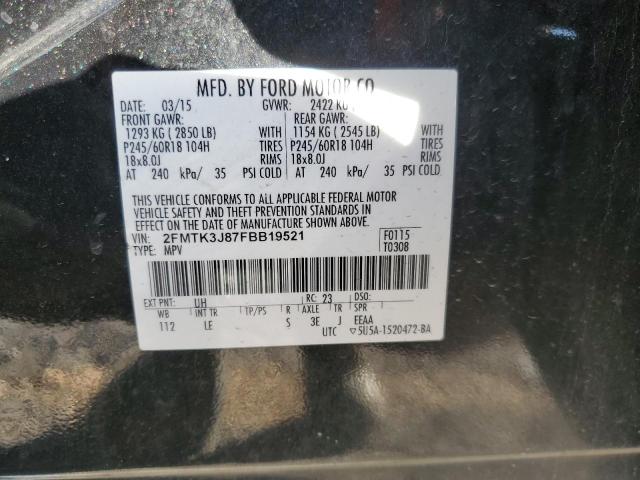 MFD. BY FORD MOTOR CO.
DATE: 03/15 GVWR: 2422 KG
FRONT GAWR: REAR GAWR:
1293 KG ( 2850 LB) WITH 1154 KG ( 2545 LB) WITH
P245/60R18 104H TIRES P245/60R18 104H TIRES
18x8.0J RIMS 18x8.0J RIMS
AT 240 kPa/ 35 PSI COLD AT 240 kPa/ 35 PSI COLD
THIS VEHICLE CONFORMS TO ALL APPLICABLE FEDERAL MOTOR
VEHICLE SAFETY AND THEFT PREVENTION STANDARDS IN
EFFECT ON THE DATE OF MANUFACTURE SHOWN ABOVE.
VIN: 2FMTK3J87FBB19521 F0115
TYPE: MPV T0308
EXT PNT: UH RC: 23 DSO:
WB INT TR TP/PS R AXLE TR SPR
112 LE S 3E J EEAA
UTC ▽5U5A-1520472-BA